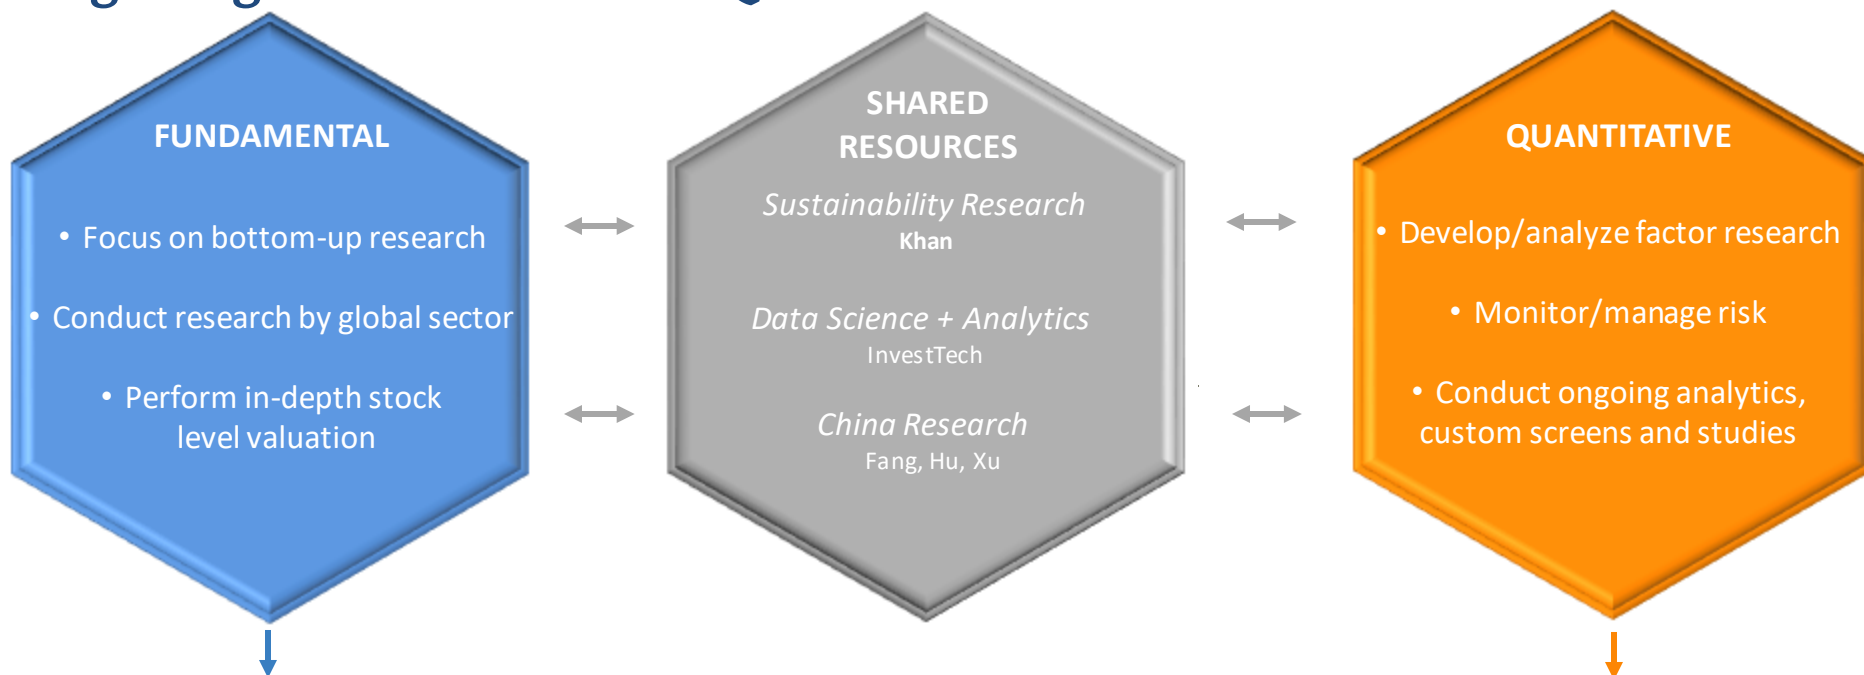 FUNDAMENTAL
• Focus on bottom-up research
• Conduct research by global sector
• Perform in-depth stock
level valuation
SHARED
RESOURCES
Sustainability Research
Khan
Data Science + Analytics
InvestTech
China Research
Fang, Hu, Xu
QUANTITATIVE
• Develop/analyze factor research
• Monitor/manage risk
• Conduct ongoing analytics,
custom screens and studies